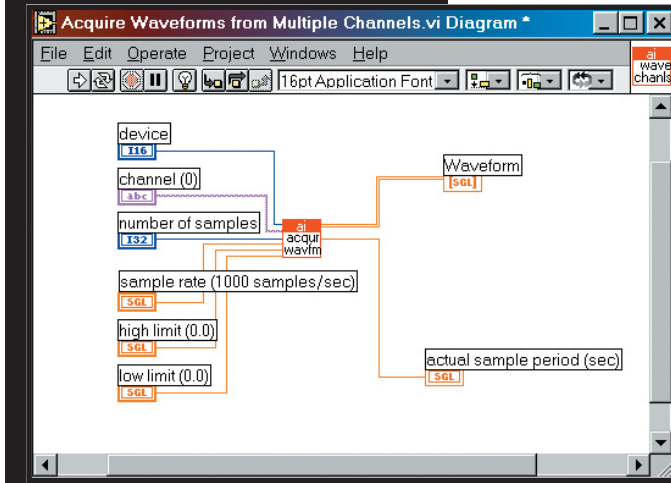 Acquire Waveforms from Multiple Channels.vi Diagram *
File Edit Operate Project Windows Help
16pt Application Font
ai
wave
chanls
device
I16
channel (0)
abc
number of samples
I32
sample rate (1000 samples/sec)
SGL
high limit (0.0)
SGL
low limit (0.0)
SGL
ai
acqur
wavfm
Waveform
[SGL]
actual sample period (sec)
SGL